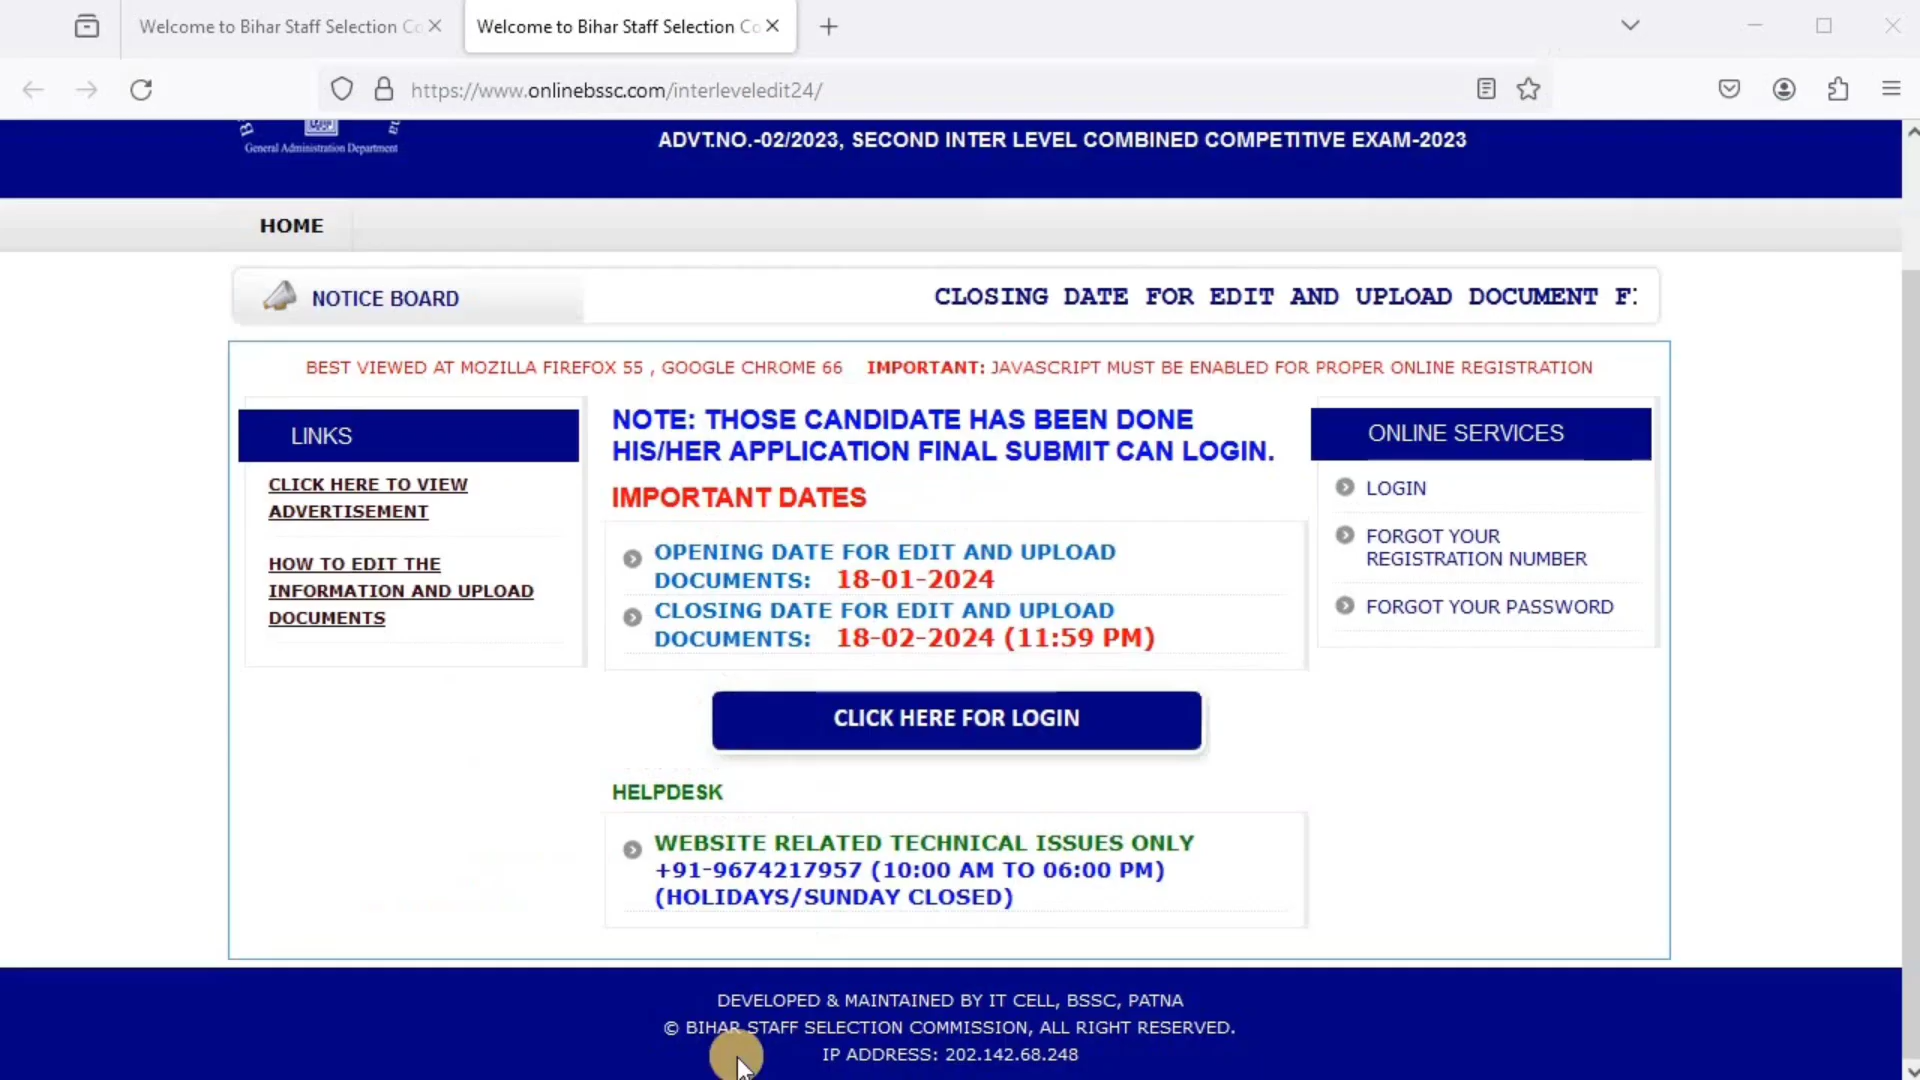 Welcome to Bihar Staff Selection Co
Welcome to Bihar Staff Selection Co
https://www.onlinebssc.com/interleveledit24/
General Administration Department
ADVT.NO.-02/2023, SECOND INTER LEVEL COMBINED COMPETITIVE EXAM-2023
HOME
NOTICE BOARD
CLOSING DATE FOR EDIT AND UPLOAD DOCUMENT
BEST VIEWED AT MOZILLA FIREFOX 55 , GOOGLE CHROME 66 IMPORTANT: JAVASCRIPT MUST BE ENABLED FOR PROPER ONLINE REGISTRATION
LINKS
CLICK HERE TO VIEW
ADVERTISEMENT
HOW TO EDIT THE
INFORMATION AND UPLOAD
DOCUMENTS
NOTE: THOSE CANDIDATE HAS BEEN DONE
HIS/HER APPLICATION FINAL SUBMIT CAN LOGIN.
IMPORTANT DATES
OPENING DATE FOR EDIT AND UPLOAD
DOCUMENTS: 18-01-2024
CLOSING DATE FOR EDIT AND UPLOAD
DOCUMENTS: 18-02-2024 (11:59 PM)
CLICK HERE FOR LOGIN
HELPDESK
WEBSITE RELATED TECHNICAL ISSUES ONLY
+91-9674217957 (10:00 AM TO 06:00 PM)
(HOLIDAYS/SUNDAY CLOSED)
ONLINE SERVICES
LOGIN
FORGOT YOUR
REGISTRATION NUMBER
FORGOT YOUR PASSWORD
DEVELOPED & MAINTAINED BY IT CELL, BSSC, PATNA
© BIHAR STAFF SELECTION COMMISSION, ALL RIGHT RESERVED.
IP ADDRESS: 202.142.68.248